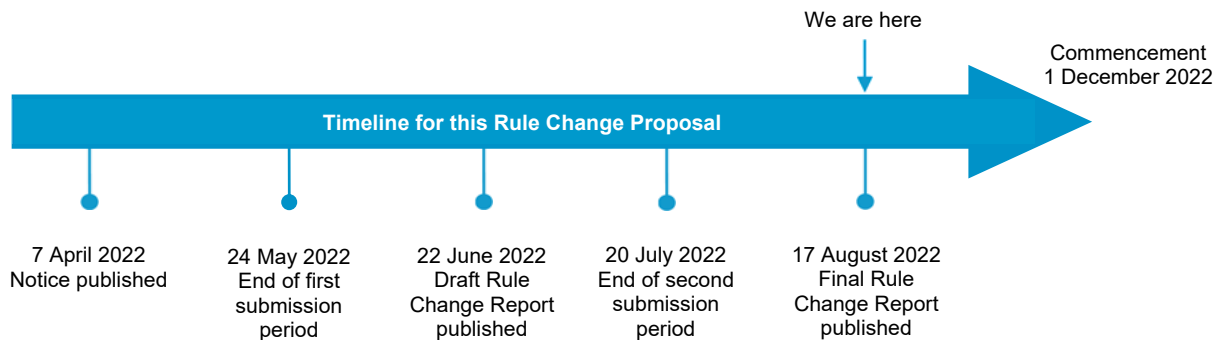 We are here
Commencement
1 December 2022
Timeline for this Rule Change Proposal
7 April 2022
Notice published
24 May 2022
End of first
submission
period
22 June 2022
Draft Rule
Change Report
published
20 July 2022
End of second
submission
period
17 August 2022
Final Rule
Change Report
published